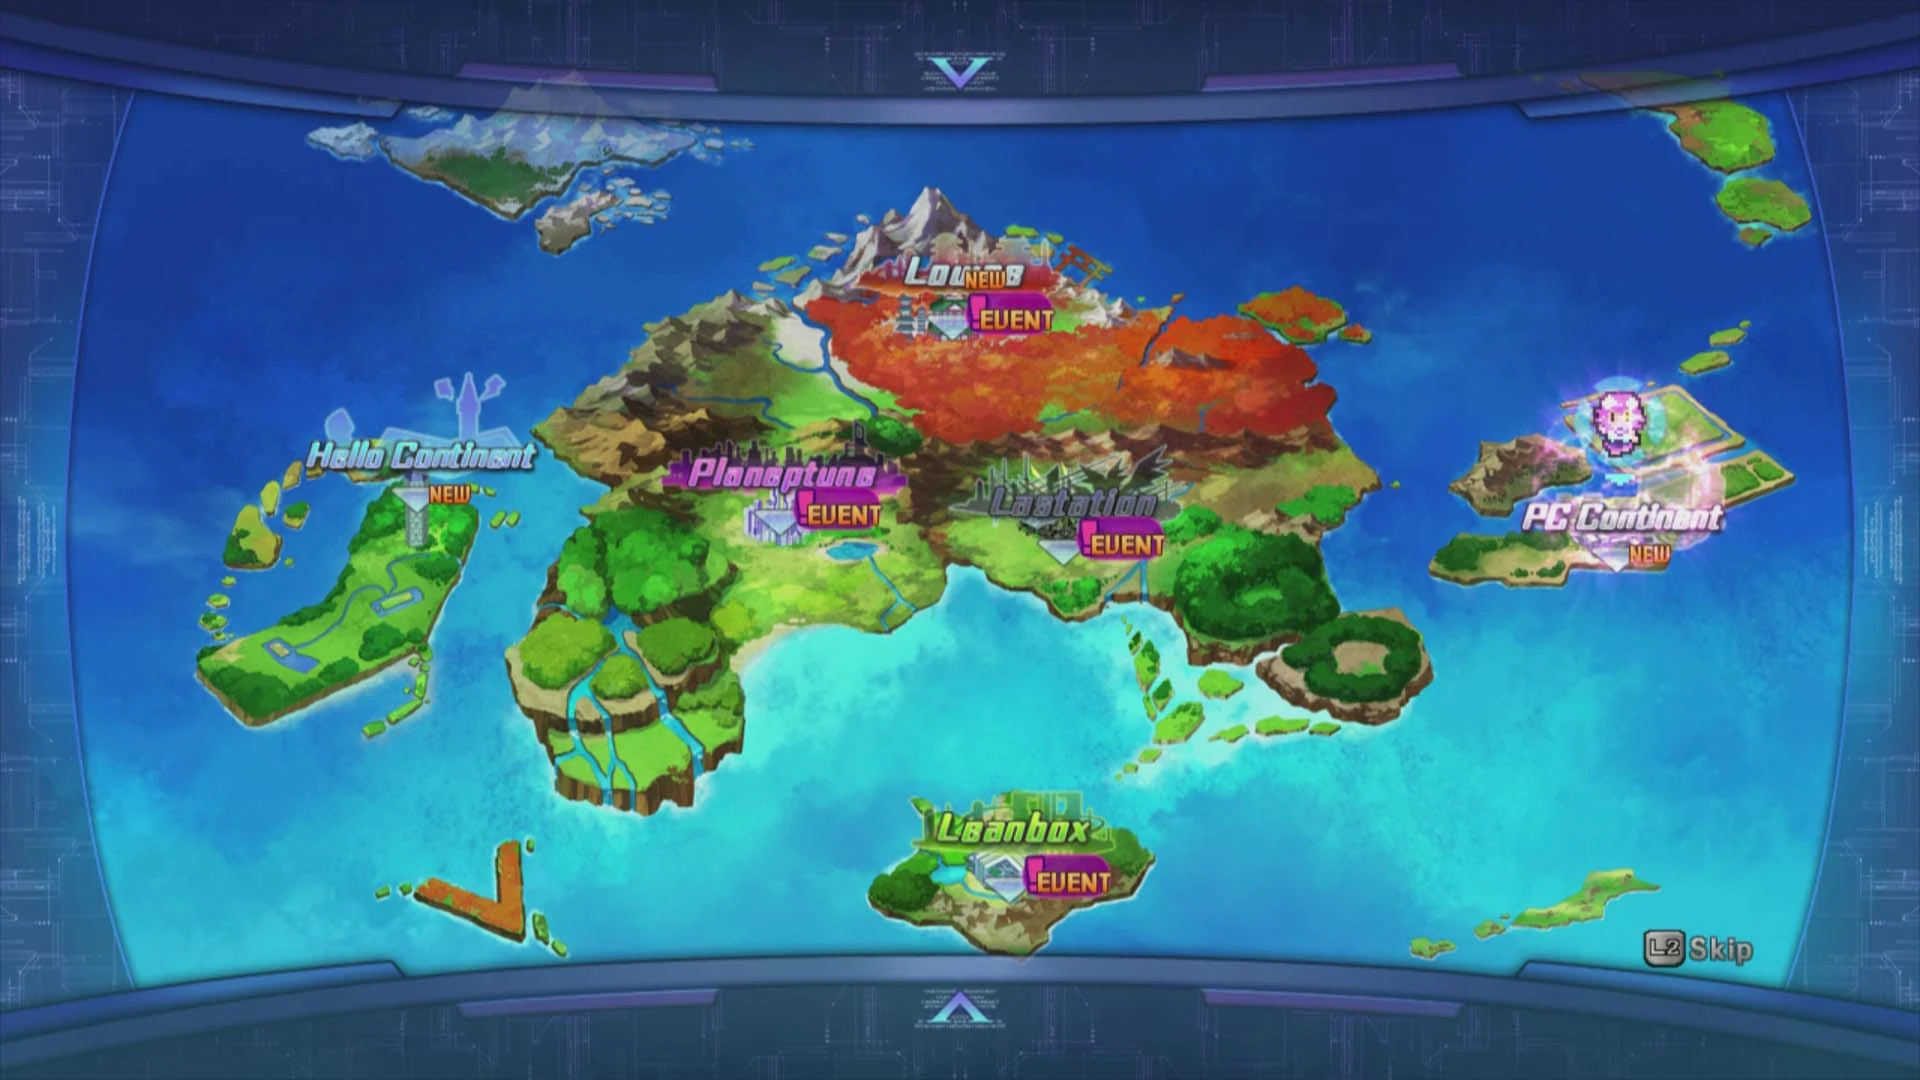 Lowee
NEW
!EVENT
Hello Continent
NEW
Planeptune
!EVENT
Lastation
!EVENT
PC Continent
NEW
Leanbox
!EVENT
L2 Skip